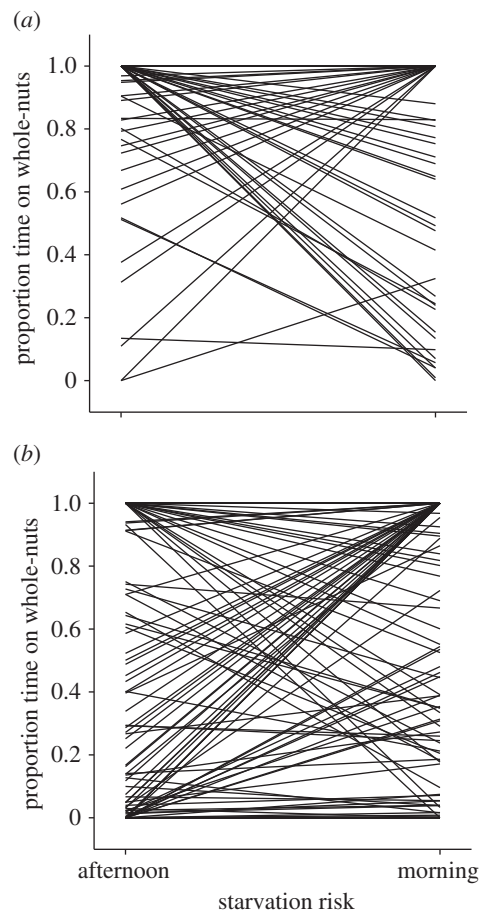 (a)
1.0
0.8
0.6
0.4
0.2
0
proportion time on whole-nuts
(b)
1.0
0.8
0.6
0.4
0.2
0
proportion time on whole-nuts
afternoon morning
starvation risk